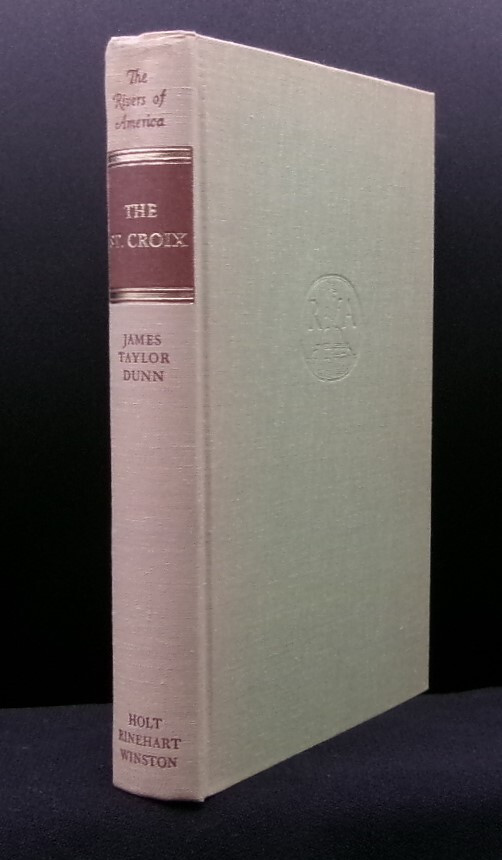 The
Rivers of
America
THE
ST. CROIX
JAMES
TAYLOR
DUNN
HOLT
RINEHART
WINSTON
R A